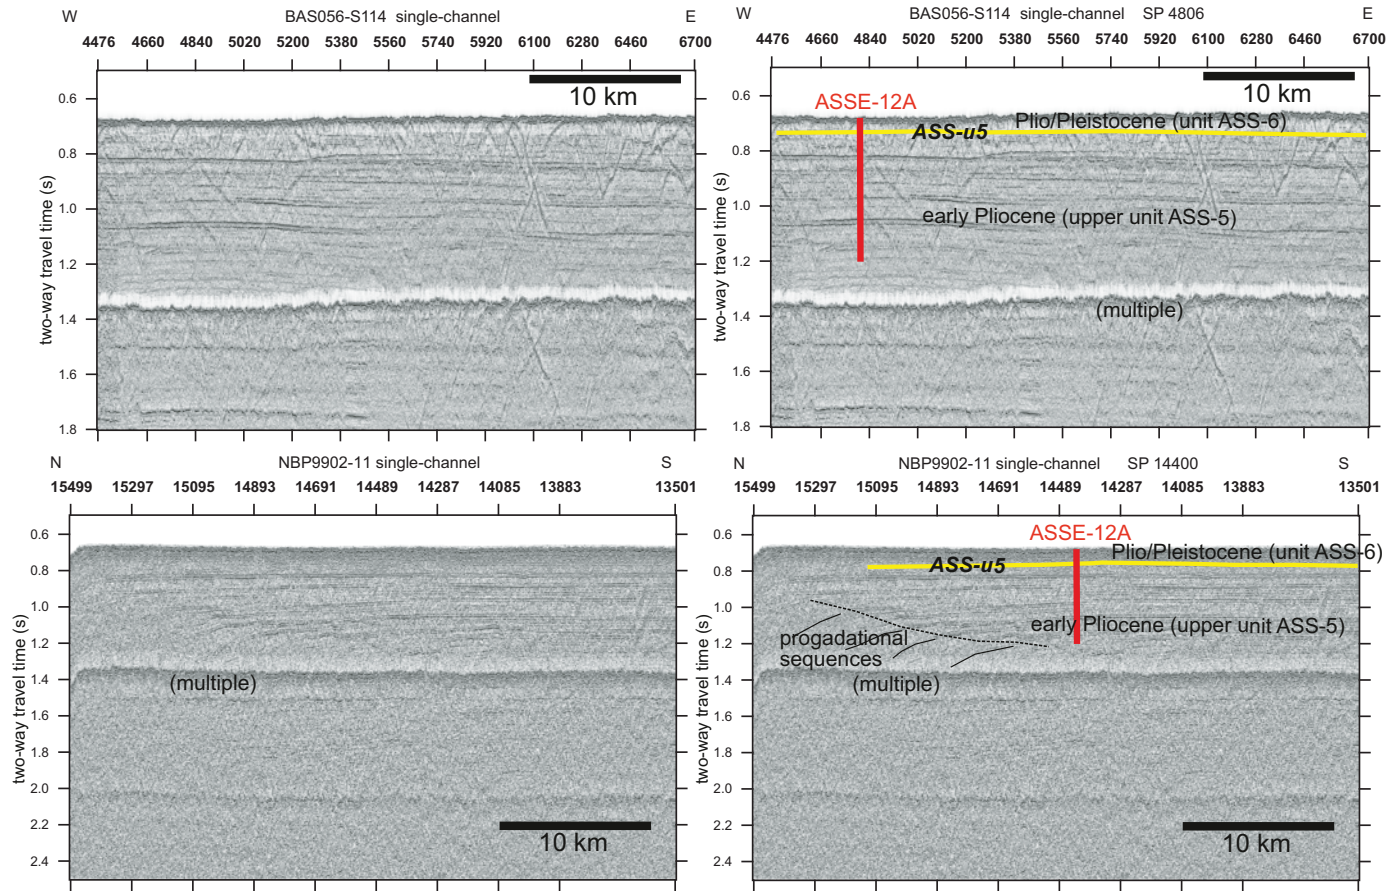 BAS056-S114 single-channel
W E
4476 4660 4840 5020 5200 5380 5560 5740 5920 6100 6280 6460 6700
10 km
two-way travel time (s)
0.6
0.8
1.0
1.2
1.4
1.6
1.8
BAS056-S114 single-channel SP 4806
W E
4476 4660 4840 5020 5200 5380 5560 5740 5920 6100 6280 6460 6700
10 km
ASSE-12A
Plio/Pleistocene (unit ASS-6)
ASS-u5
early Pliocene (upper unit ASS-5)
(multiple)
two-way travel time (s)
0.6
0.8
1.0
1.2
1.4
1.6
1.8
N NBP9902-11 single-channel S
15499 15297 15095 14893 14691 14489 14287 14085 13883 13501
(multiple)
10 km
two-way travel time (s)
0.6
0.8
1.0
1.2
1.4
1.6
1.8
2.0
2.2
2.4
N NBP9902-11 single-channel SP 14400 S
15499 15297 15095 14893 14691 14489 14287 14085 13883 13501
ASSE-12A
Plio/Pleistocene (unit ASS-6)
ASS-u5
early Pliocene (upper unit ASS-5)
progadational
sequences
(multiple)
10 km
two-way travel time (s)
0.6
0.8
1.0
1.2
1.4
1.6
1.8
2.0
2.2
2.4